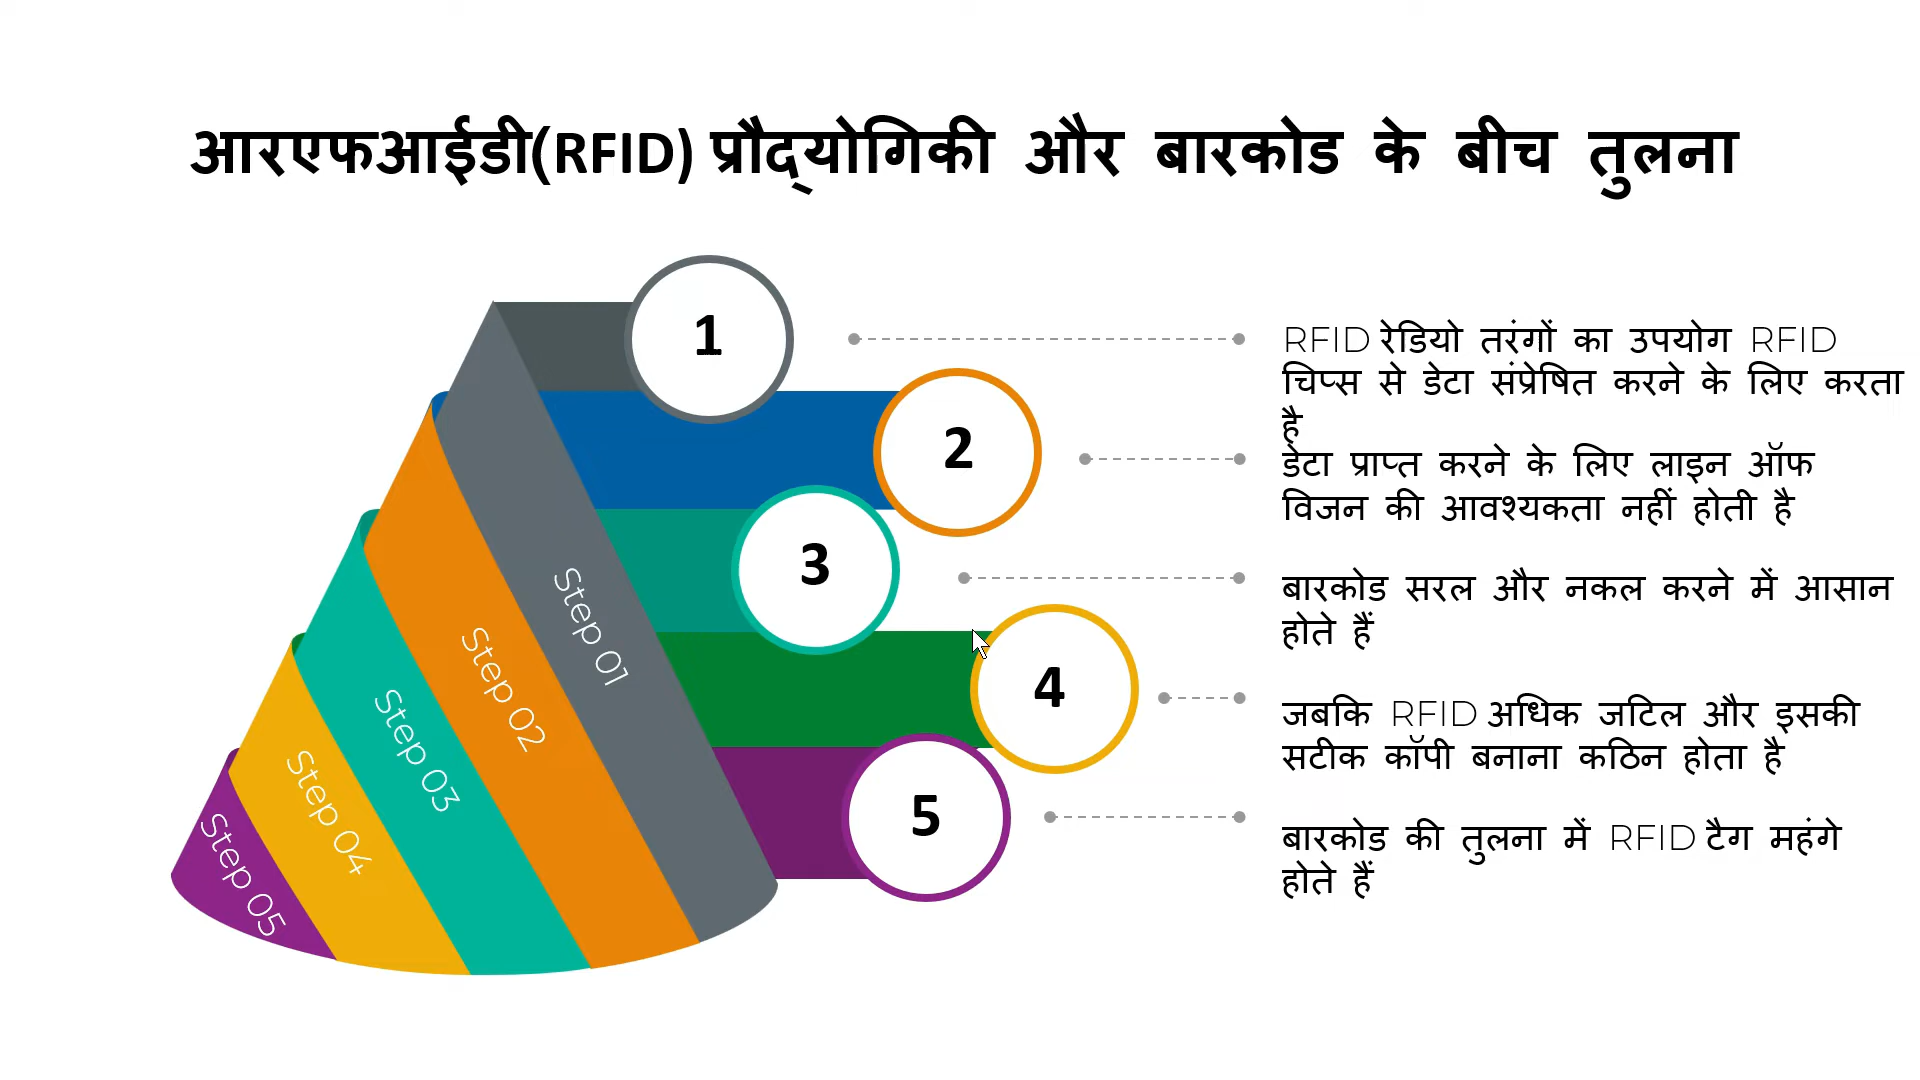 आरएफआईडी(RFID) प्रौद्योगिकी और बारकोड के बीच तुलना
1
RFID रेडियो तरंगों का उपयोग RFID
चिप्स से डेटा संप्रेषित करने के लिए करता
है
2
डेटा प्राप्त करने के लिए लाइन ऑफ
विजन की आवश्यकता नहीं होती है
3
बारकोड सरल और नकल करने में आसान
होते हैं
4
जबकि RFID अधिक जटिल और इसकी
सटीक कॉपी बनाना कठिन होता है
5
बारकोड की तुलना में RFID टैग महंगे
होते हैं
Step 01
Step 02
Step 03
Step 04
Step 05